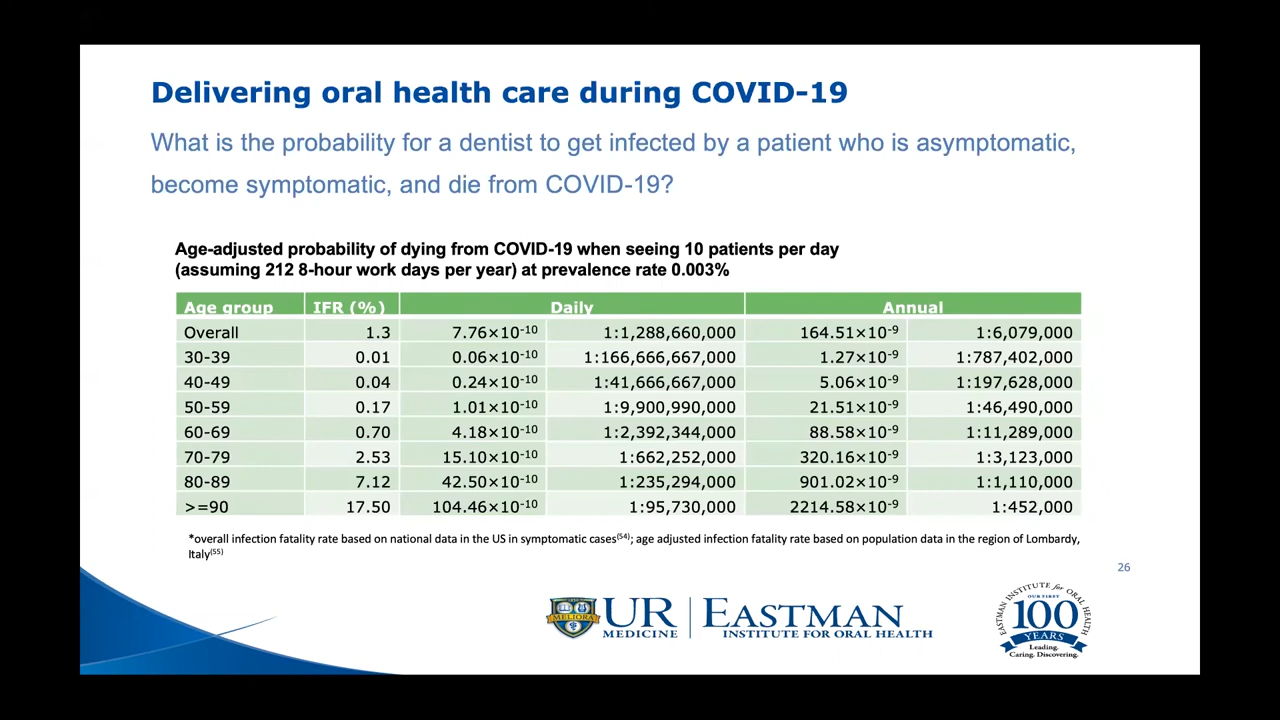 Delivering oral health care during COVID-19
What is the probability for a dentist to get infected by a patient who is asymptomatic,
become symptomatic, and die from COVID-19?
Age-adjusted probability of dying from COVID-19 when seeing 10 patients per day
(assuming 212 8-hour work days per year) at prevalence rate 0.003%
Age group IFR (%) Daily Annual
Overall 1.3 7.76×10⁻¹⁰ 1:1,288,660,000 164.51×10⁻⁹ 1:6,079,000
30-39 0.01 0.06×10⁻¹⁰ 1:166,666,667,000 1.27×10⁻⁹ 1:787,402,000
40-49 0.04 0.24×10⁻¹⁰ 1:41,666,667,000 5.06×10⁻⁹ 1:197,628,000
50-59 0.17 1.01×10⁻¹⁰ 1:9,900,990,000 21.51×10⁻⁹ 1:46,490,000
60-69 0.70 4.18×10⁻¹⁰ 1:2,392,344,000 88.58×10⁻⁹ 1:11,289,000
70-79 2.53 15.10×10⁻¹⁰ 1:662,252,000 320.16×10⁻⁹ 1:3,123,000
80-89 7.12 42.50×10⁻¹⁰ 1:235,294,000 901.02×10⁻⁹ 1:1,110,000
>=90 17.50 104.46×10⁻¹⁰ 1:95,730,000 2214.58×10⁻⁹ 1:452,000
*overall infection fatality rate based on national data in the US in symptomatic cases⁽⁵⁴⁾; age adjusted infection fatality rate based on population data in the region of Lombardy,
Italy⁽⁵⁵⁾
26
MELIORA
UR
MEDICINE
EASTMAN
INSTITUTE FOR ORAL HEALTH
EASTMAN INSTITUTE for ORAL HEALTH
OUR FIRST
100
YEARS
Leading.
Caring. Discovering.